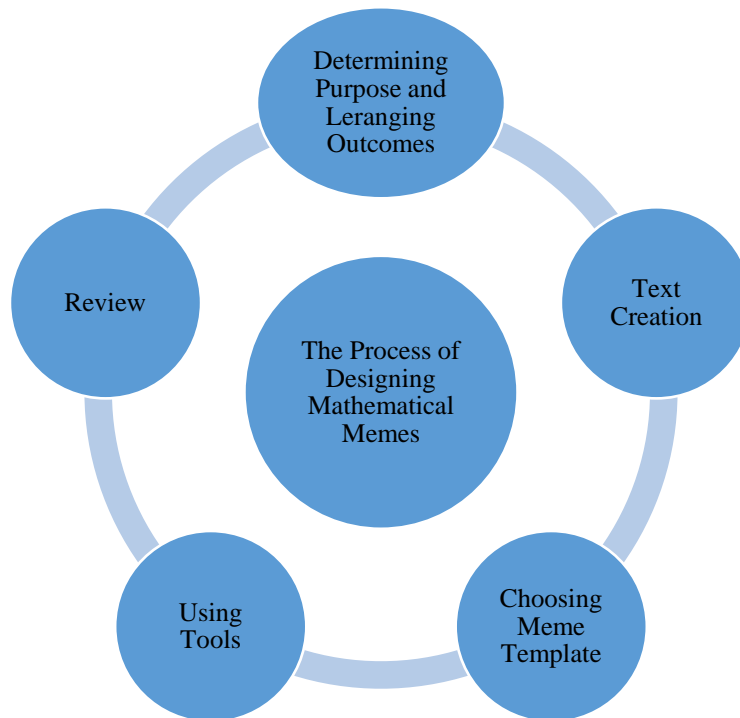 Determining
Purpose and
Leranging
Outcomes
Text
Creation
Choosing
Meme
Template
Using
Tools
Review
The Process of
Designing
Mathematical
Memes